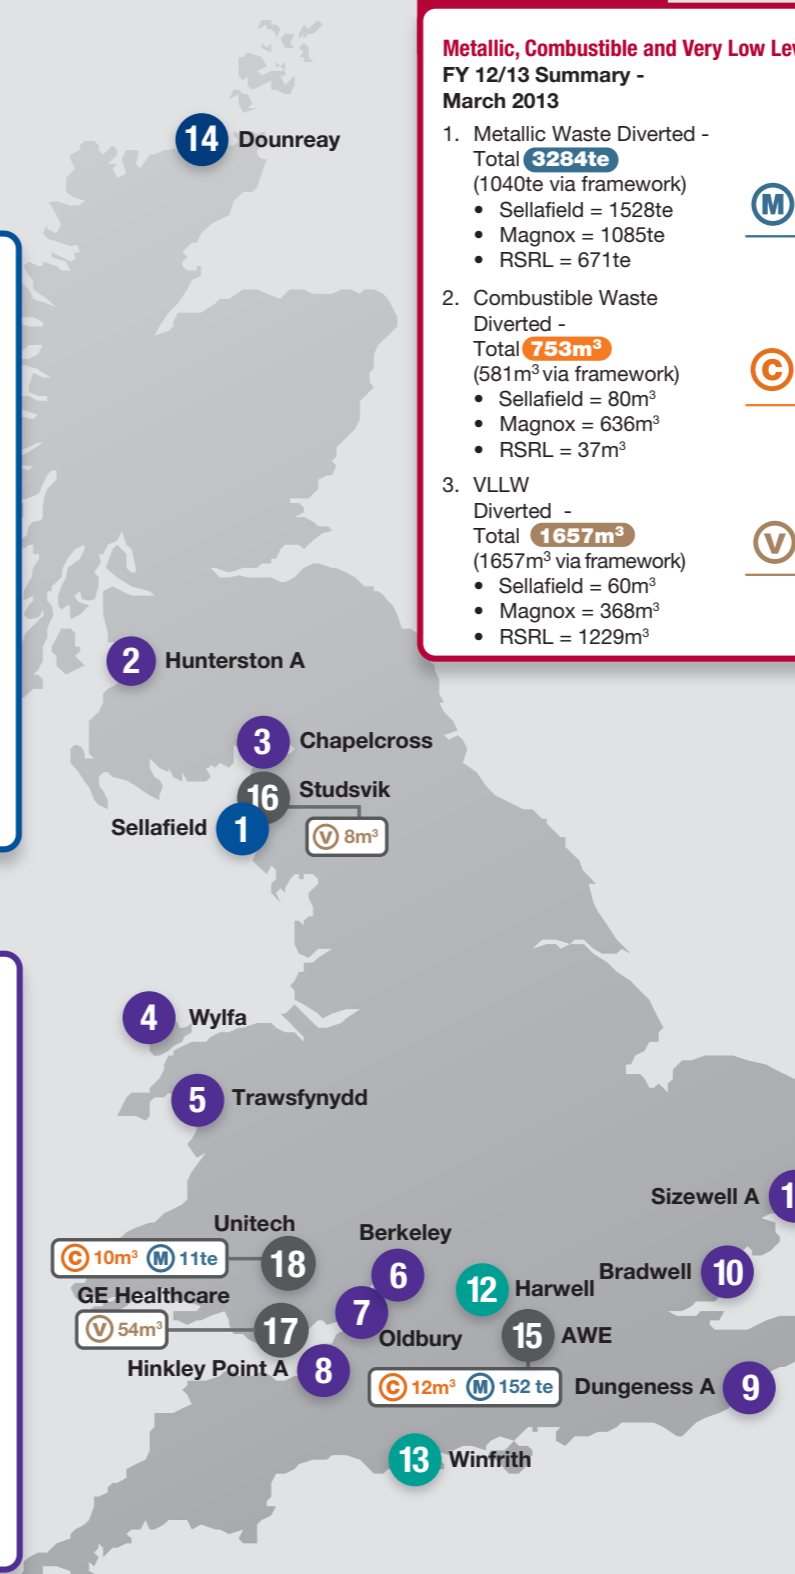 Metallic, Combustible and Very Low
FY 12/13 Summary -
March 2013
1. Metallic Waste Diverted -
Total 3284te
(1040te via framework)
• Sellafield = 1528te
• Magnox = 1085te
• RSRL = 671te
M
2. Combustible Waste
Diverted -
Total 753m³
(581m³ via framework)
• Sellafield = 80m³
• Magnox = 636m³
• RSRL = 37m³
C
3. VLLW
Diverted -
Total 1657m³
(1657m³ via framework)
• Sellafield = 60m³
• Magnox = 368m³
• RSRL = 1229m³
V
14 Dounreay
2 Hunterston A
3 Chapelcross
16 Studsvik
V 8m³
Sellafield 1
4 Wylfa
5 Trawsfynydd
Sizewell A
Unitech
C 10m³ M 11te 18
Berkeley
6
12 Harwell
Bradwell 10
GE Healthcare
V 54m³ 17
7 Oldbury
15 AWE
Hinkley Point A 8
C 12m³ M 152 te
Dungeness A 9
13 Winfrith